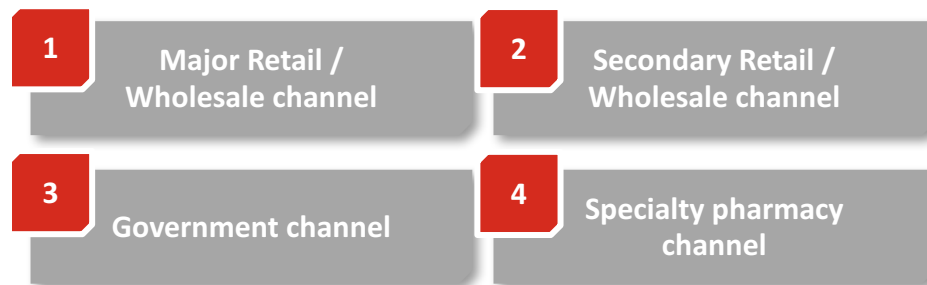 1
Major Retail /
Wholesale channel
2
Secondary Retail /
Wholesale channel
3
Government channel
4
Specialty pharmacy
channel